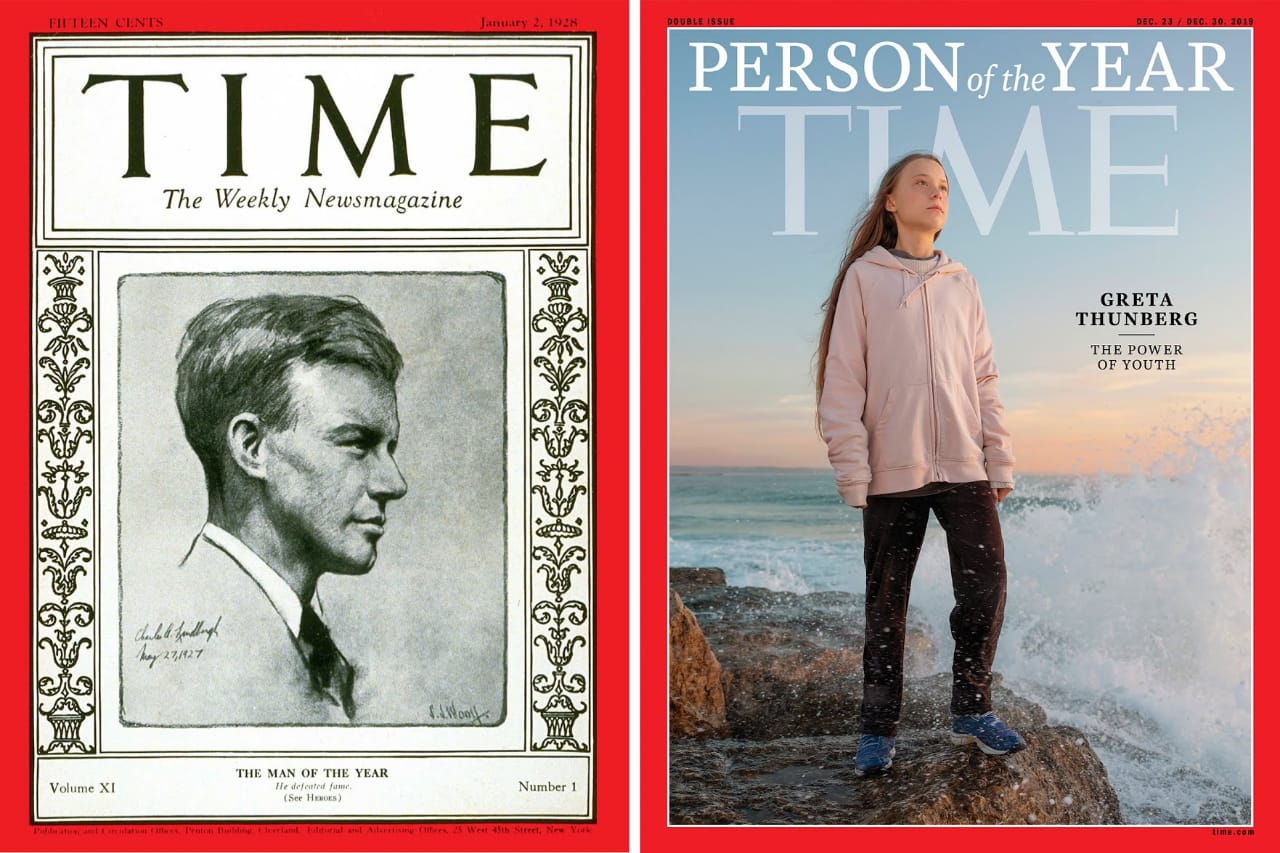 FIFTEEN CENTS
January 2, 1928
TIME
The Weekly Newsmagazine
Charles A. Lindbergh
May 27, 1927
S.J. Woolf.
Volume XI
THE MAN OF THE YEAR
He defeated fame.
(See HEROES)
Number 1
Publication and Circulation Offices, Penton Building, Cleveland. Editorial and Advertising Offices, 25 West 45th Street, New York
DOUBLE ISSUE
DEC. 23 / DEC. 30, 2019
PERSON of the YEAR
TIME
GRETA
THUNBERG
THE POWER
OF YOUTH
time.com